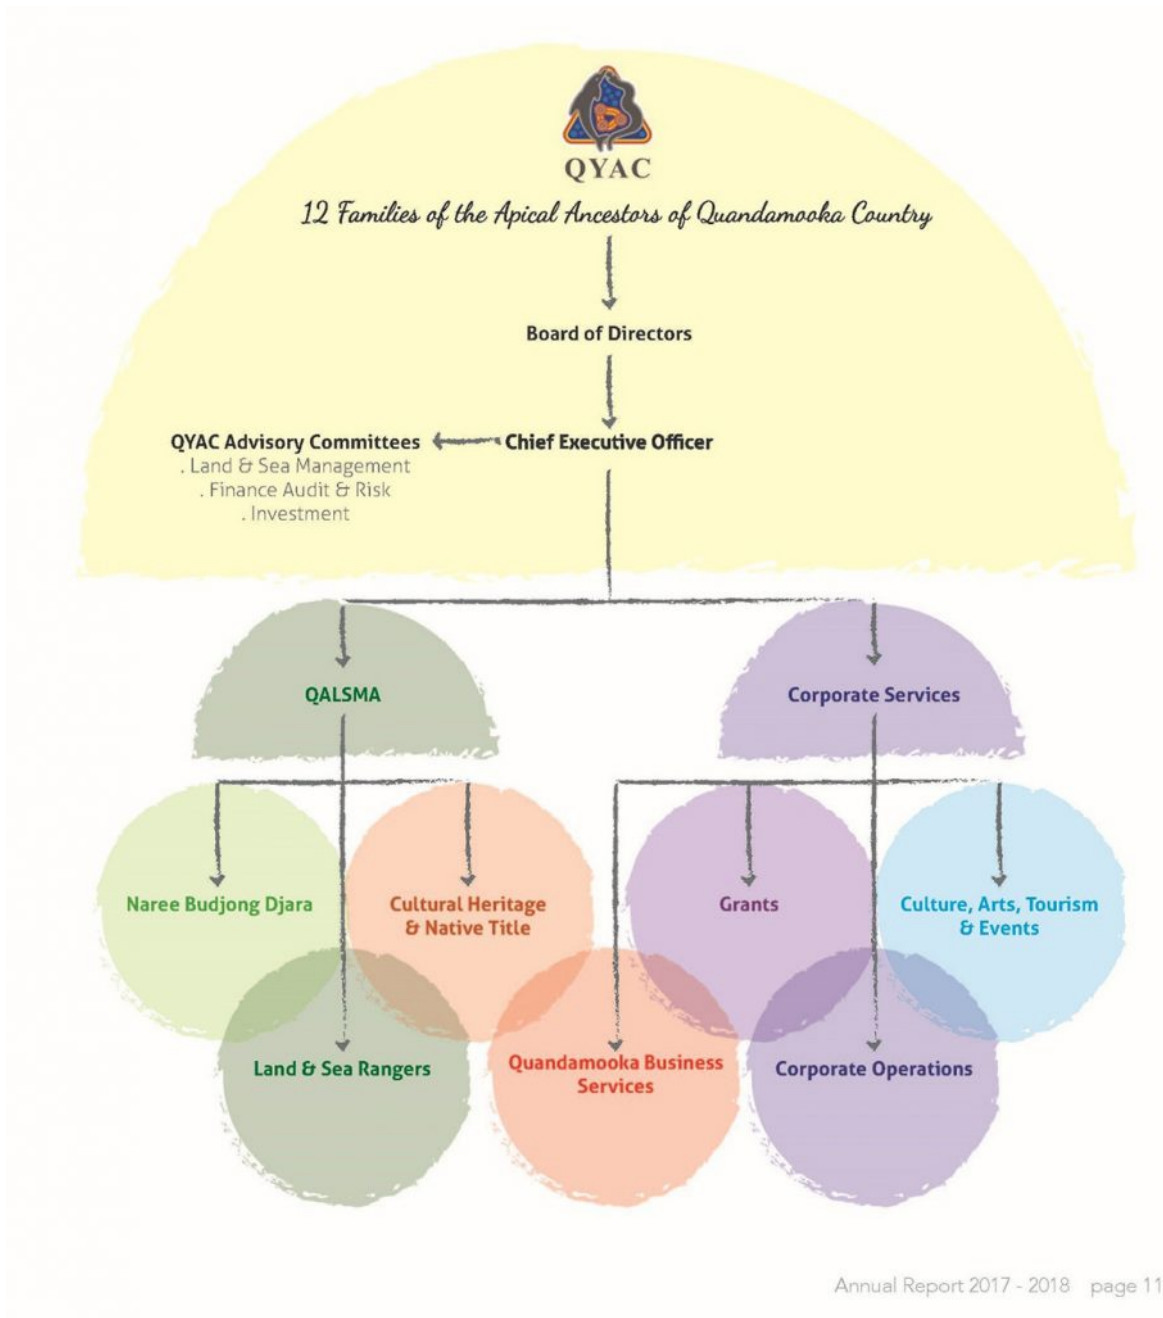 QYAC
12 Families of the Apical Ancestors of Quandamooka Country
Board of Directors
QYAC Advisory Committees
. Land & Sea Management
. Finance Audit & Risk
. Investment
Chief Executive Officer
QALSMA
Corporate Services
Naree Budjong Djara
Cultural Heritage
& Native Title
Grants
Culture, Arts, Tourism
& Events
Land & Sea Rangers
Quandamooka Business
Services
Corporate Operations
Annual Report 2017 - 2018 page 11